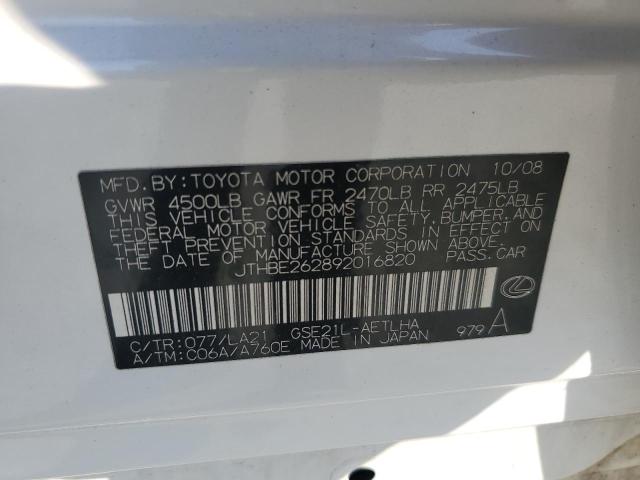 MFD. BY: TOYOTA MOTOR CORPORATION 10/08
GVWR 4500LB GAWR FR 2470LB RR 2475LB
THIS VEHICLE CONFORMS TO ALL APPLICABLE
FEDERAL MOTOR VEHICLE SAFETY, BUMPER, AND
THEFT PREVENTION STANDARDS IN EFFECT ON
THE DATE OF MANUFACTURE SHOWN ABOVE.
JTHBE262892016820 PASS.CAR
C/TR: 077/LA21 GSE21L-AETLHA
A/TM: C06A/A760E MADE IN JAPAN 979 A